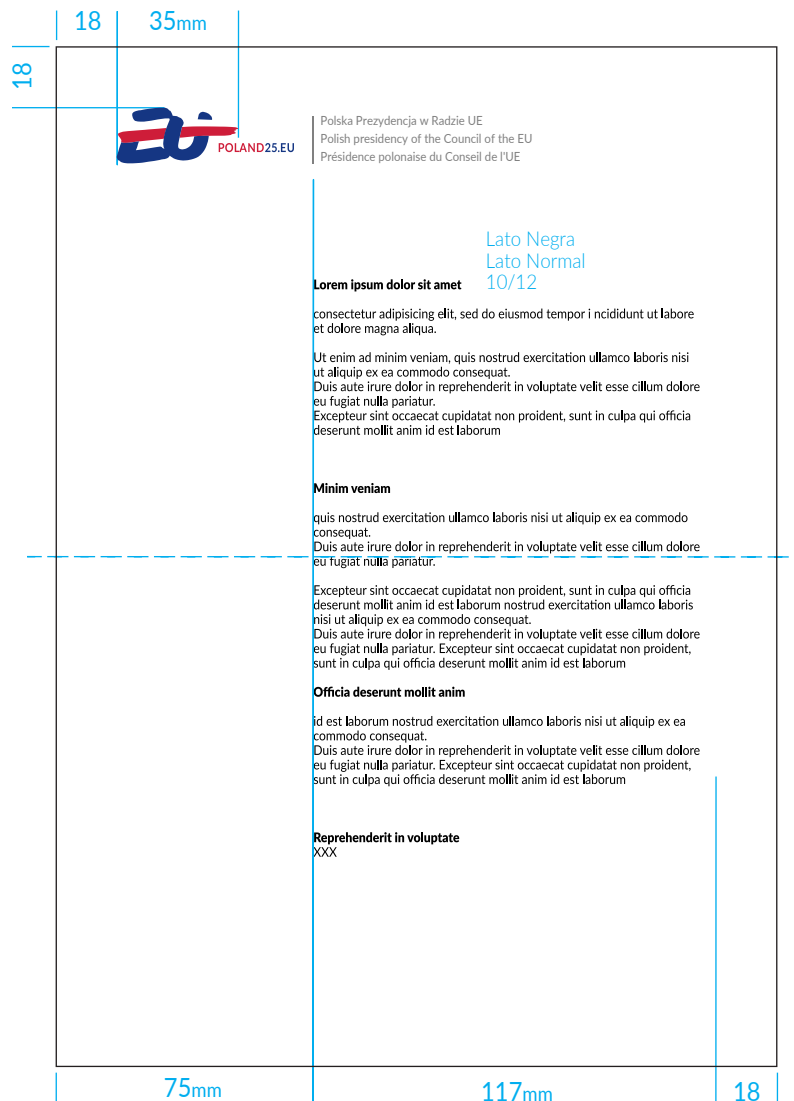 18
35mm
18
EU
POLAND25.EU
Polska Prezydencja w Radzie UE
Polish presidency of the Council of the EU
Présidence polonaise du Conseil de l'UE
Lato Negra
Lato Normal
10/12
Lorem ipsum dolor sit amet
consectetur adipisicing elit, sed do eiusmod tempor i ncididunt ut labore
et dolore magna aliqua.
Ut enim ad minim veniam, quis nostrud exercitation ullamco laboris nisi
ut aliquip ex ea commodo consequat.
Duis aute irure dolor in reprehenderit in voluptate velit esse cillum dolore
eu fugiat nulla pariatur.
Excepteur sint occaecat cupidatat non proident, sunt in culpa qui officia
deserunt mollit anim id est laborum
Minim veniam
quis nostrud exercitation ullamco laboris nisi ut aliquip ex ea commodo
consequat.
Duis aute irure dolor in reprehenderit in voluptate velit esse cillum dolore
eu fugiat nulla pariatur.
Excepteur sint occaecat cupidatat non proident, sunt in culpa qui officia
deserunt mollit anim id est laborum nostrud exercitation ullamco laboris
nisi ut aliquip ex ea commodo consequat.
Duis aute irure dolor in reprehenderit in voluptate velit esse cillum dolore
eu fugiat nulla pariatur. Excepteur sint occaecat cupidatat non proident,
sunt in culpa qui officia deserunt mollit anim id est laborum
Officia deserunt mollit anim
id est laborum nostrud exercitation ullamco laboris nisi ut aliquip ex ea
commodo consequat.
Duis aute irure dolor in reprehenderit in voluptate velit esse cillum dolore
eu fugiat nulla pariatur. Excepteur sint occaecat cupidatat non proident,
sunt in culpa qui officia deserunt mollit anim id est laborum
Reprehenderit in voluptate
XXX
75mm
117mm
18